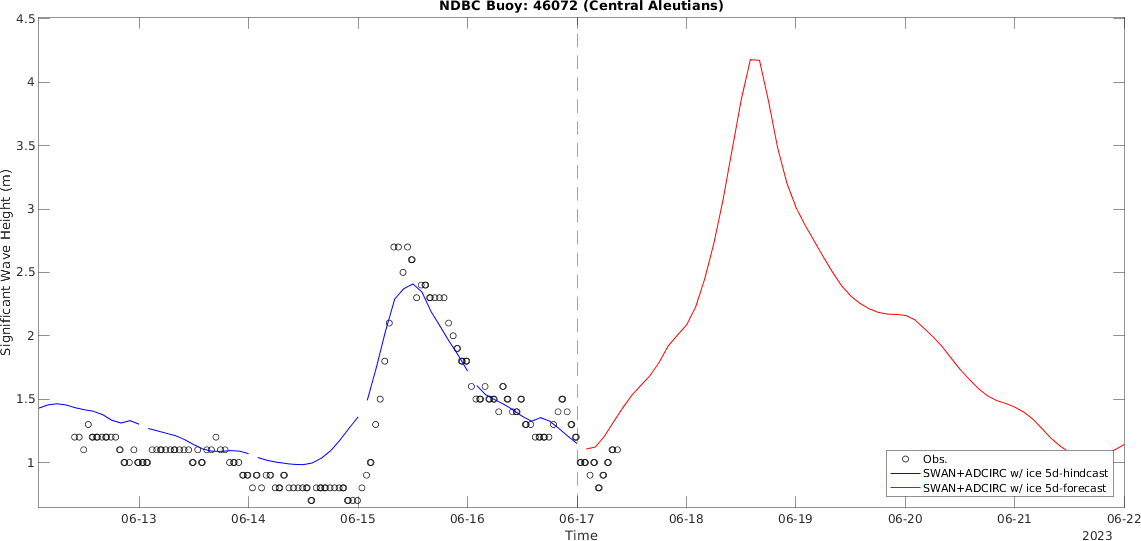 NDBC Buoy: 46072 (Central Aleutians)
4.5
4
3.5
3
2.5
2
1.5
1
Significant Wave Height (m)
Obs.
SWAN+ADCIRC w/ ice 5d-hindcast
SWAN+ADCIRC w/ ice 5d-forecast
06-13 06-14 06-15 06-16 06-17 06-18 06-19 06-20 06-21 06-22
Time
2023